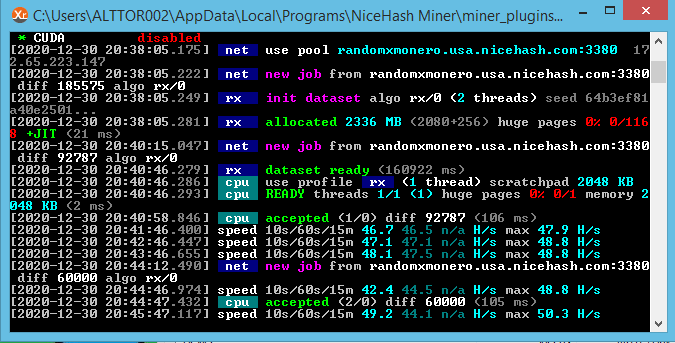 C:\Users\ALTTOR002\AppData\Local\Programs\NiceHash Miner\miner_plugins...
* CUDA disabled
[2020-12-30 20:38:05.175] net use pool randomxmonero.usa.nicehash.com:3380 17
2.65.223.147
[2020-12-30 20:38:05.222] net new job from randomxmonero.usa.nicehash.com:3380
diff 185575 algo rx/0
[2020-12-30 20:38:05.249] rx init dataset algo rx/0 (2 threads) seed 64b3ef81
a40e2501...
[2020-12-30 20:38:05.281] rx allocated 2336 MB (2080+256) huge pages 0% 0/116
8 +JIT (21 ms)
[2020-12-30 20:40:15.047] net new job from randomxmonero.usa.nicehash.com:3380
diff 92787 algo rx/0
[2020-12-30 20:40:46.279] rx dataset ready (160922 ms)
[2020-12-30 20:40:46.286] cpu use profile rx (1 thread) scratchpad 2048 KB
[2020-12-30 20:40:46.293] cpu READY threads 1/1 (1) huge pages 0% 0/1 memory 2
048 KB (2 ms)
[2020-12-30 20:40:58.846] cpu accepted (1/0) diff 92787 (106 ms)
[2020-12-30 20:41:46.400] speed 10s/60s/15m 46.7 46.5 n/a H/s max 47.9 H/s
[2020-12-30 20:42:46.447] speed 10s/60s/15m 47.1 47.1 n/a H/s max 48.8 H/s
[2020-12-30 20:43:46.655] speed 10s/60s/15m 48.1 47.5 n/a H/s max 48.8 H/s
[2020-12-30 20:44:12.490] net new job from randomxmonero.usa.nicehash.com:3380
diff 60000 algo rx/0
[2020-12-30 20:44:46.974] speed 10s/60s/15m 42.4 44.5 n/a H/s max 48.8 H/s
[2020-12-30 20:44:47.432] cpu accepted (2/0) diff 60000 (105 ms)
[2020-12-30 20:45:47.117] speed 10s/60s/15m 49.2 44.1 n/a H/s max 50.3 H/s